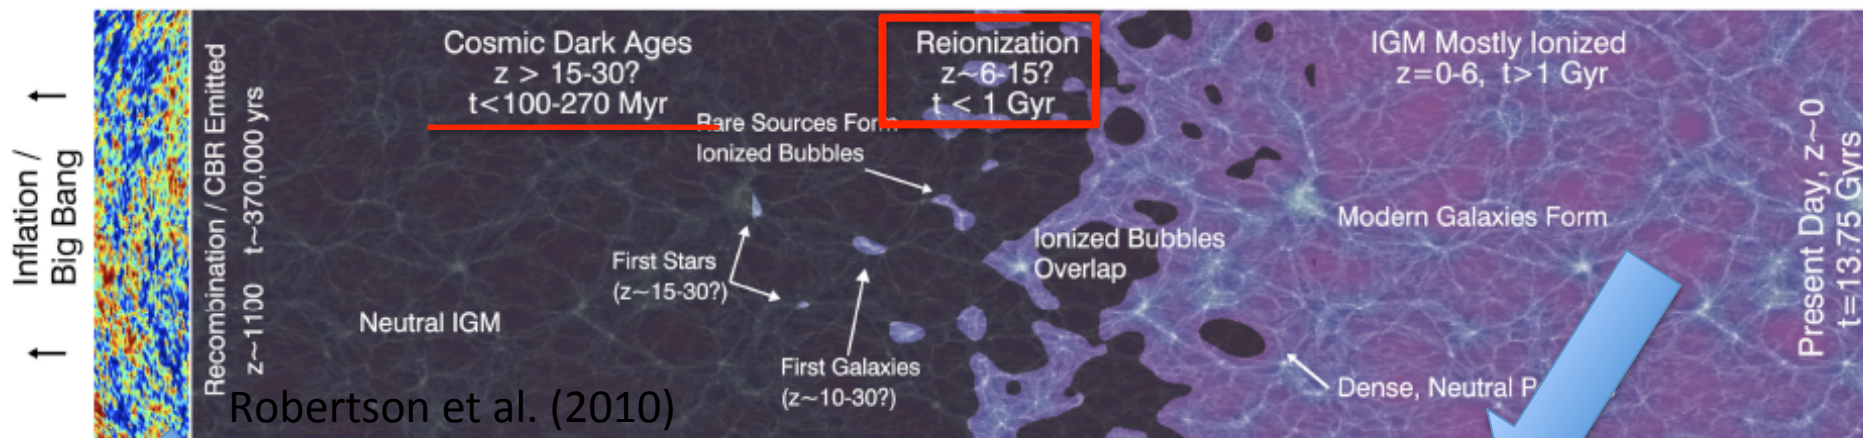 Inflation /
Big Bang
Recombination / CBR Emitted
z~1100 t~370,000 yrs
Cosmic Dark Ages
z > 15-30?
t<100-270 Myr
Reionization
z~6-15?
t < 1 Gyr
IGM Mostly Ionized
z=0-6, t>1 Gyr
Rare Sources Form
Ionized Bubbles
First Stars
(z~15-30?)
Neutral IGM
First Galaxies
(z~10-30?)
Ionized Bubbles
Overlap
Modern Galaxies Form
Dense, Neutral
Present Day, z~0
t=13.75 Gyrs
Robertson et al. (2010)